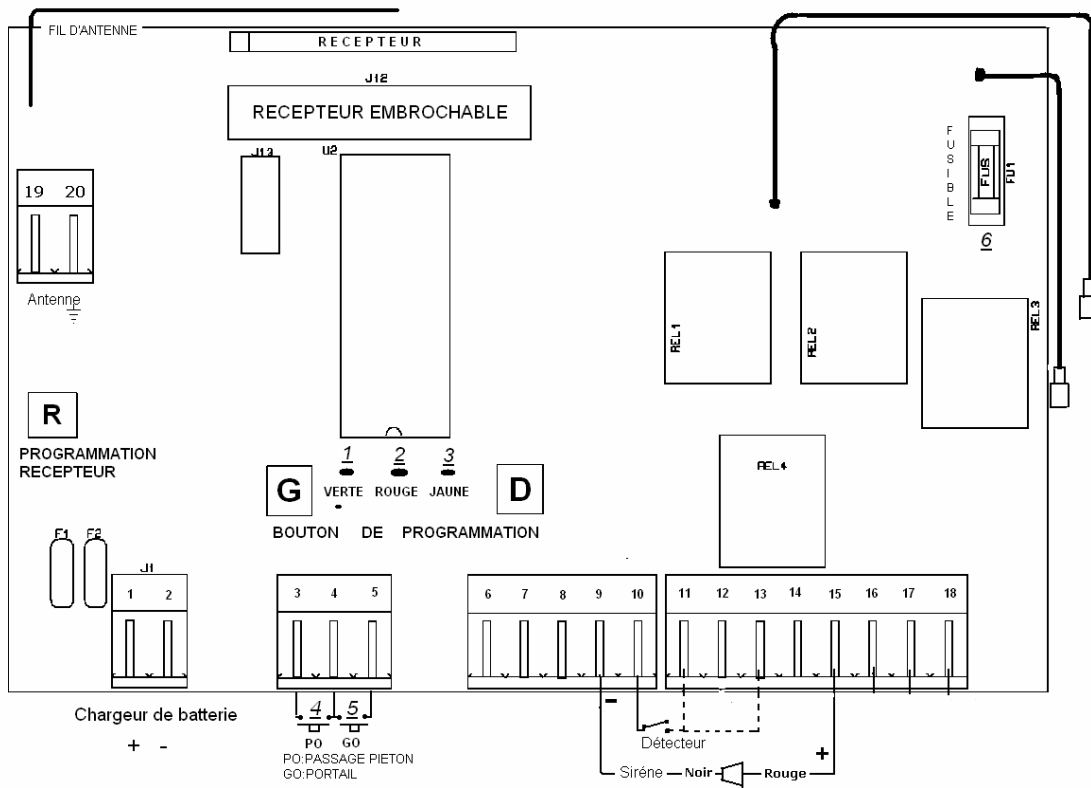 FIL D'ANTENNE
RECEPTEUR
J12
RECEPTEUR EMBROCHABLE
J13
U2
FUSIBLE
FUS
FU1
6
19 20
Antenne
REL1
REL2
REL3
R
PROGRAMMATION
RECEPTEUR
1 2 3
G
VERTE ROUGE JAUNE
D
BOUTON DE PROGRAMMATION
REL4
F1 F2
J1
1 2
3 4 5
6 7 8 9 10
11 12 13 14 15 16 17 18
Chargeur de batterie
+ -
4 5
PO GO
PO:PASSAGE PIETON
GO:PORTAIL
-
Détecteur
+
Siréne Noir Rouge